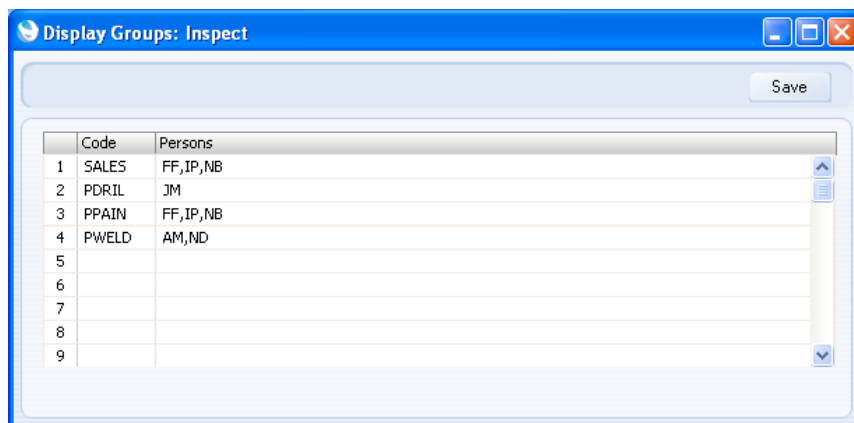 Display Groups: Inspect
Save
Code Persons
1 SALES FF,IP,NB
2 PDRIL JM
3 PPAIN FF,IP,NB
4 PWELD AM,ND
5
6
7
8
9